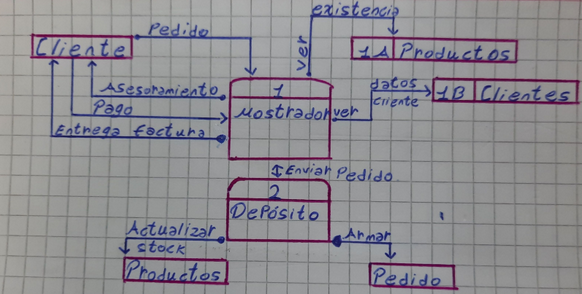 existencia
Pedido
ver
Cliente
1A Productos
Asesoramiento
1
datos
cliente
1B Clientes
Pago
Mostrador
ver
Entrega factura
Enviar Pedido
2
DePósito
Actualizar
stock
Armar
Productos
Pedido